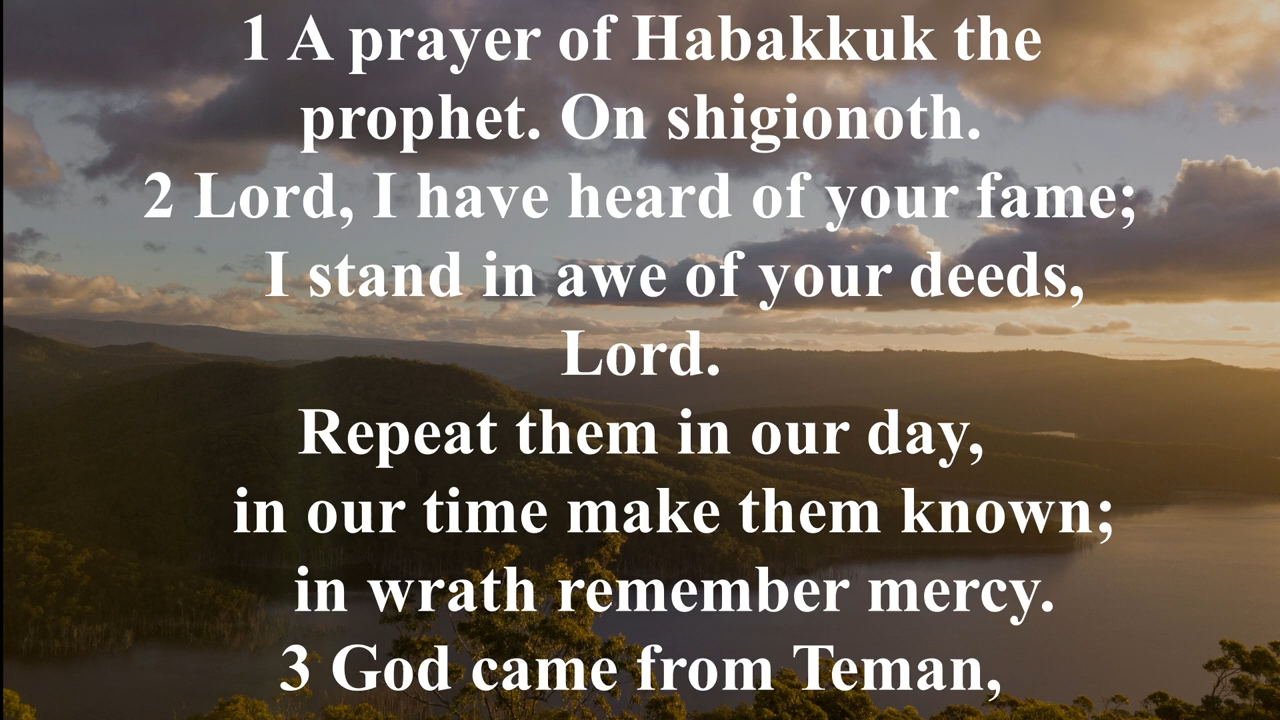 1 A prayer of Habakkuk the
prophet. On shigionoth.
2 Lord, I have heard of your fame;
I stand in awe of your deeds,
Lord.
Repeat them in our day,
in our time make them known;
in wrath remember mercy.
3 God came from Teman,